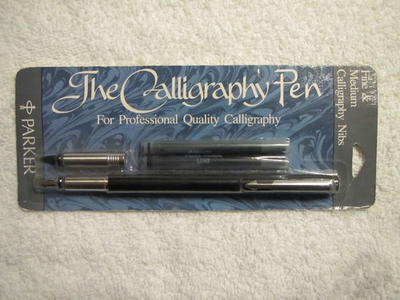 The Calligraphy Pen
For Professional Quality Calligraphy
PARKER
Fine &
Medium
Calligraphy Nibs